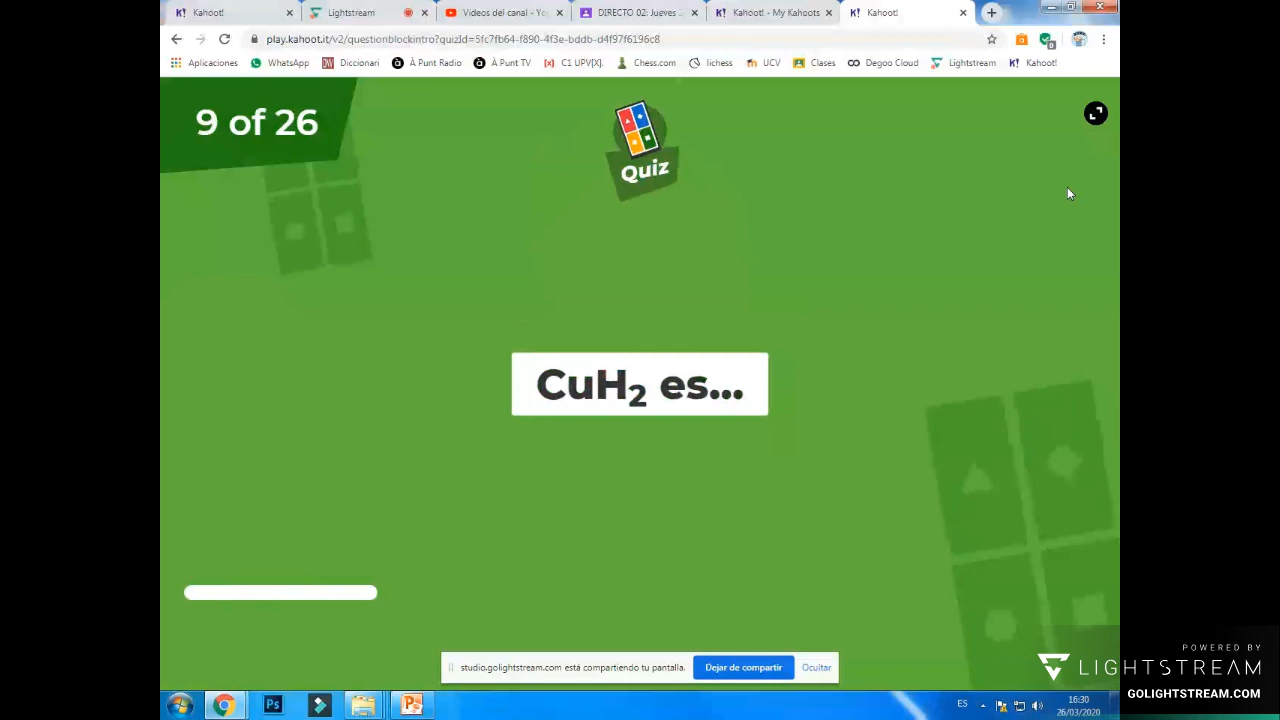 Kahoot!
Lightstream
Videos del canal - Yo
DIRECTO 02: Jueves
Kahoot! - My Kahoots
Kahoot!
play.kahoot.it/v2/questionblockintro?quizId=5fc7fb64-f890-4f3e-bddb-d4f97f6196c8
Aplicaciones
WhatsApp
Diccionari
À Punt Radio
À Punt TV
C1 UPV[X].
Chess.com
lichess
UCV
Clases
Degoo Cloud
Lightstream
Kahoot!
9 of 26
Quiz
CuH₂ es...
studio.golightstream.com está compartiendo tu pantalla.
Dejar de compartir
Ocultar
POWERED BY
LIGHTSTREAM
GOLIGHTSTREAM.COM
ES
16:30
26/03/2020